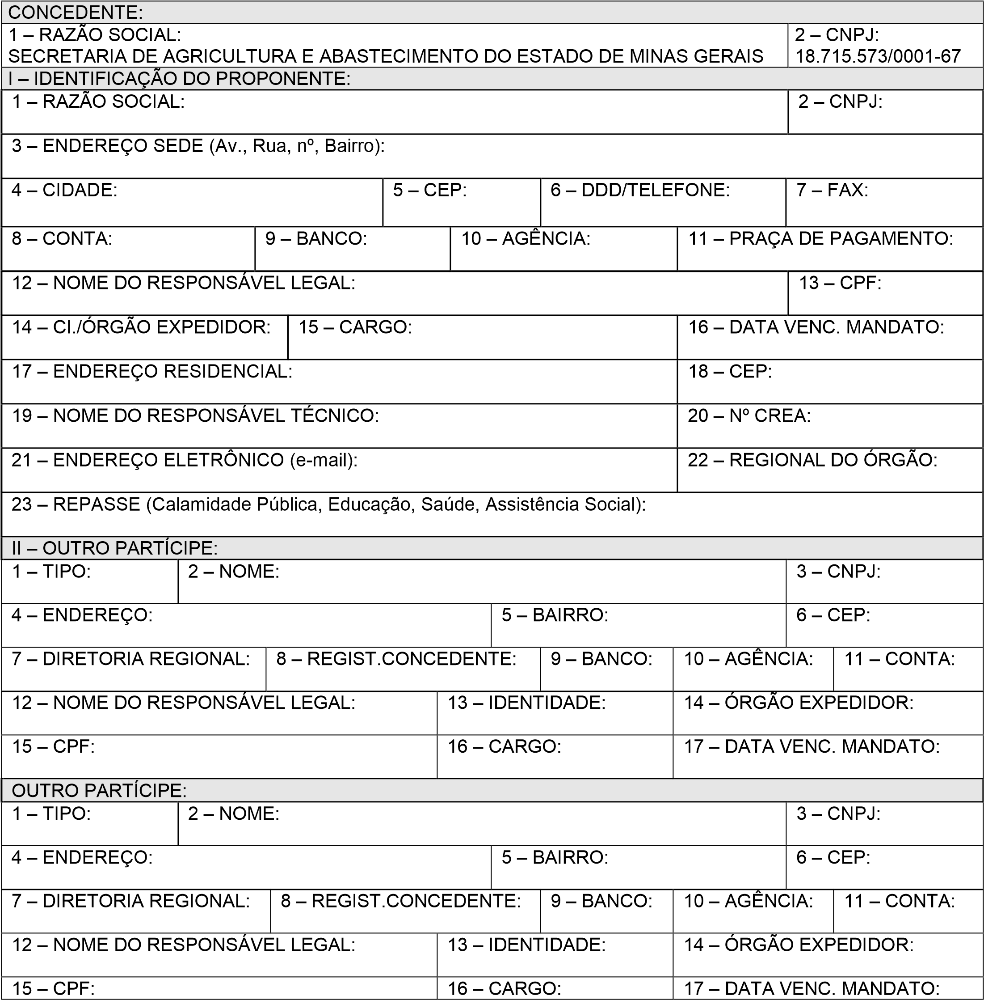 CONCEDENTE:
1 – RAZÃO SOCIAL:
SECRETARIA DE AGRICULTURA E ABASTECIMENTO DO ESTADO DE MINAS GERAIS
2 – CNPJ:
18.715.573/0001-67
I – IDENTIFICAÇÃO DO PROPONENTE:
1 – RAZÃO SOCIAL:
2 – CNPJ:
3 – ENDEREÇO SEDE (Av., Rua, nº, Bairro):
4 – CIDADE:
5 – CEP:
6 – DDD/TELEFONE:
7 – FAX:
8 – CONTA:
9 – BANCO:
10 – AGÊNCIA:
11 – PRAÇA DE PAGAMENTO:
12 – NOME DO RESPONSÁVEL LEGAL:
13 – CPF:
14 – CI./ÓRGÃO EXPEDIDOR:
15 – CARGO:
16 – DATA VENC. MANDATO:
17 – ENDEREÇO RESIDENCIAL:
18 – CEP:
19 – NOME DO RESPONSÁVEL TÉCNICO:
20 – Nº CREA:
21 – ENDEREÇO ELETRÔNICO (e-mail):
22 – REGIONAL DO ÓRGÃO:
23 – REPASSE (Calamidade Pública, Educação, Saúde, Assistência Social):
II – OUTRO PARTÍCIPE:
1 – TIPO:
2 – NOME:
3 – CNPJ:
4 – ENDEREÇO:
5 – BAIRRO:
6 – CEP:
7 – DIRETORIA REGIONAL:
8 – REGIST.CONCEDENTE:
9 – BANCO:
10 – AGÊNCIA:
11 – CONTA:
12 – NOME DO RESPONSÁVEL LEGAL:
13 – IDENTIDADE:
14 – ÓRGÃO EXPEDIDOR:
15 – CPF:
16 – CARGO:
17 – DATA VENC. MANDATO:
OUTRO PARTÍCIPE:
1 – TIPO:
2 – NOME:
3 – CNPJ:
4 – ENDEREÇO:
5 – BAIRRO:
6 – CEP:
7 – DIRETORIA REGIONAL:
8 – REGIST.CONCEDENTE:
9 – BANCO:
10 – AGÊNCIA:
11 – CONTA:
12 – NOME DO RESPONSÁVEL LEGAL:
13 – IDENTIDADE:
14 – ÓRGÃO EXPEDIDOR:
15 – CPF:
16 – CARGO:
17 – DATA VENC. MANDATO: